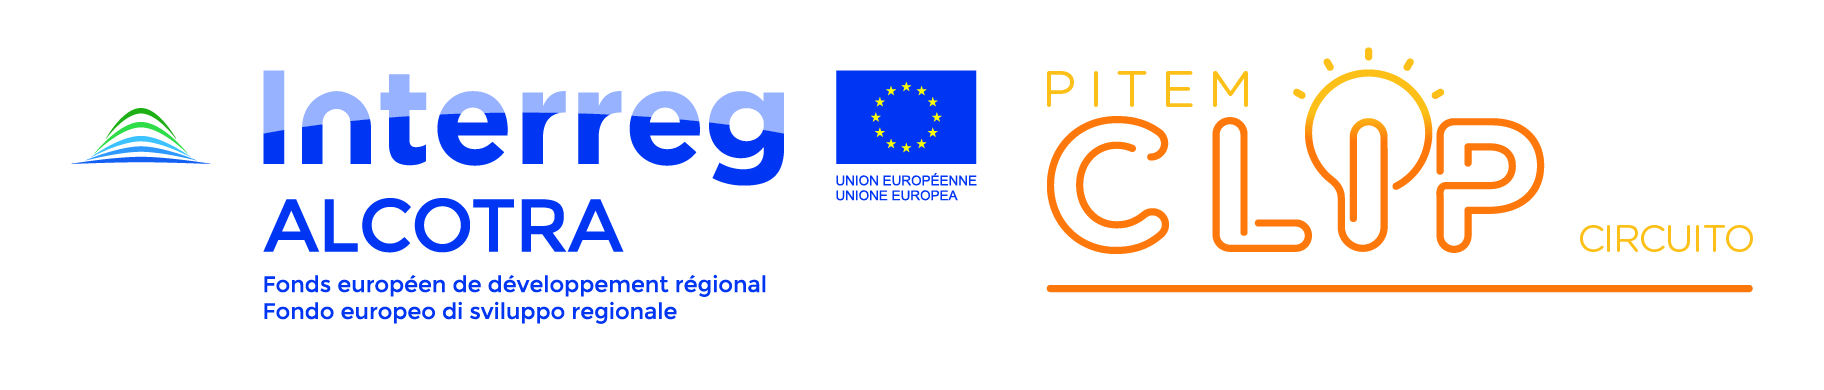 Interreg
ALCOTRA
Fonds européen de développement régional
Fondo europeo di sviluppo regionale
UNION EUROPÉENNE
UNIONE EUROPEA
PITEM
CLIP
CIRCUITO